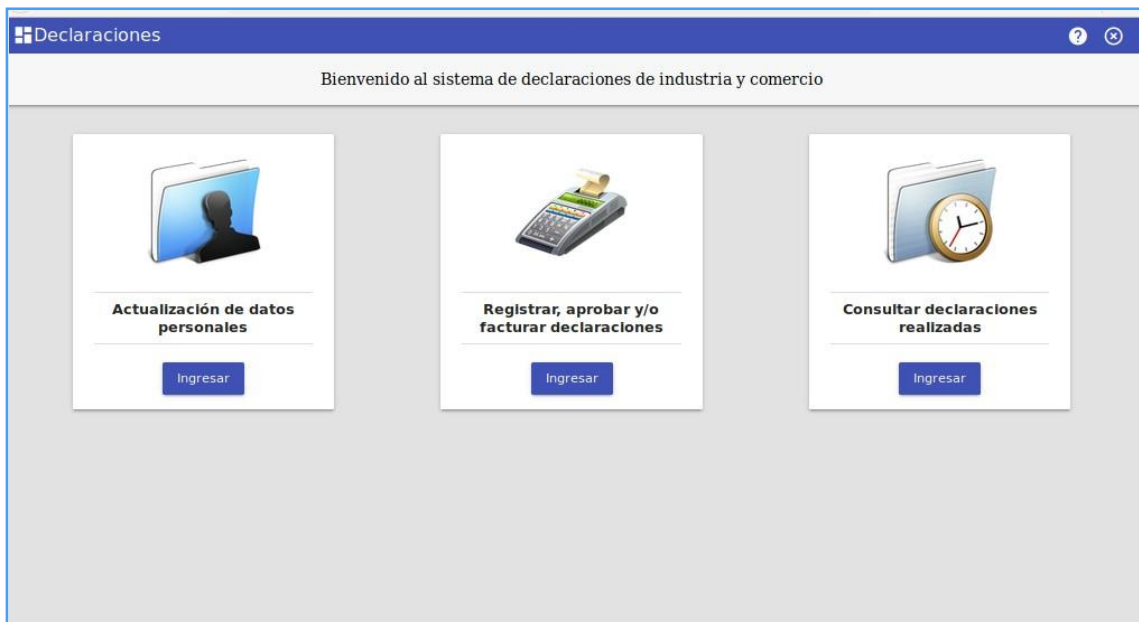 Declaraciones
Bienvenido al sistema de declaraciones de industria y comercio
Actualización de datos
personales
Ingresar
Registrar, aprobar y/o
facturar declaraciones
Ingresar
Consultar declaraciones
realizadas
Ingresar